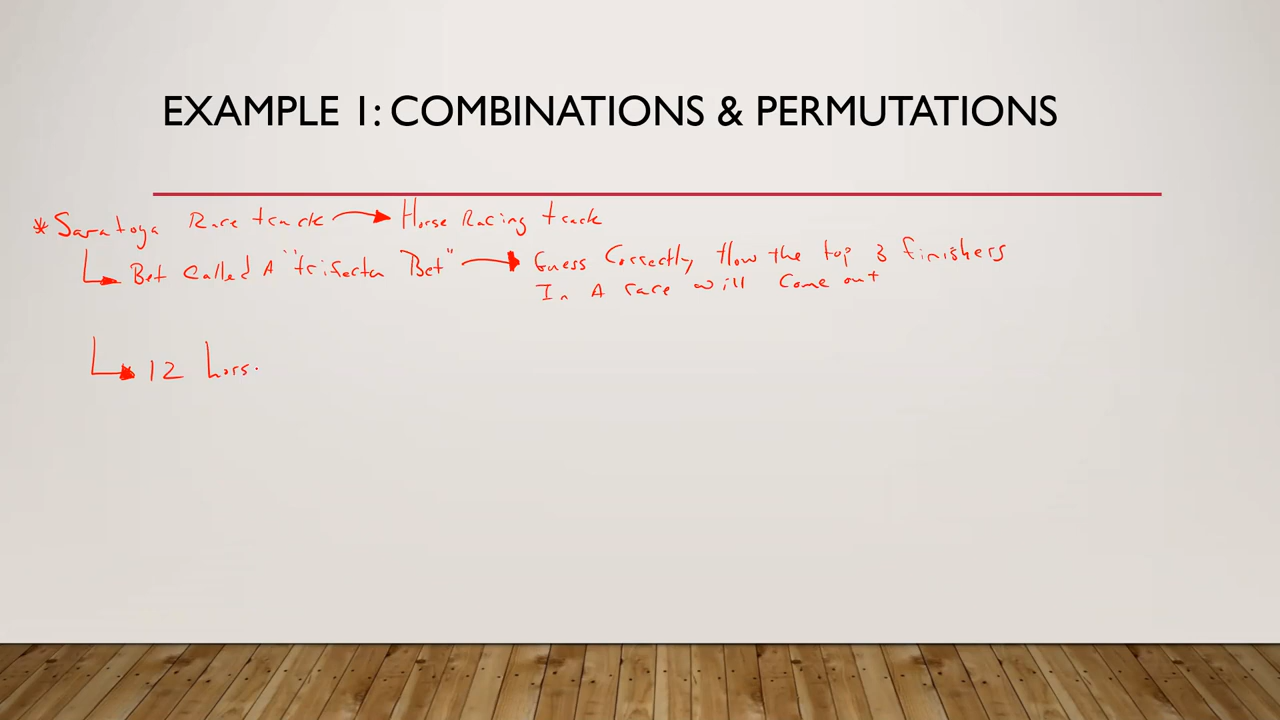 EXAMPLE 1: COMBINATIONS & PERMUTATIONS
* Saratoga Race track → Horse Racing track
Bet Called A "trifecta Bet" → Guess Correctly How the top 3 finishers
In A race will come out
12 hors